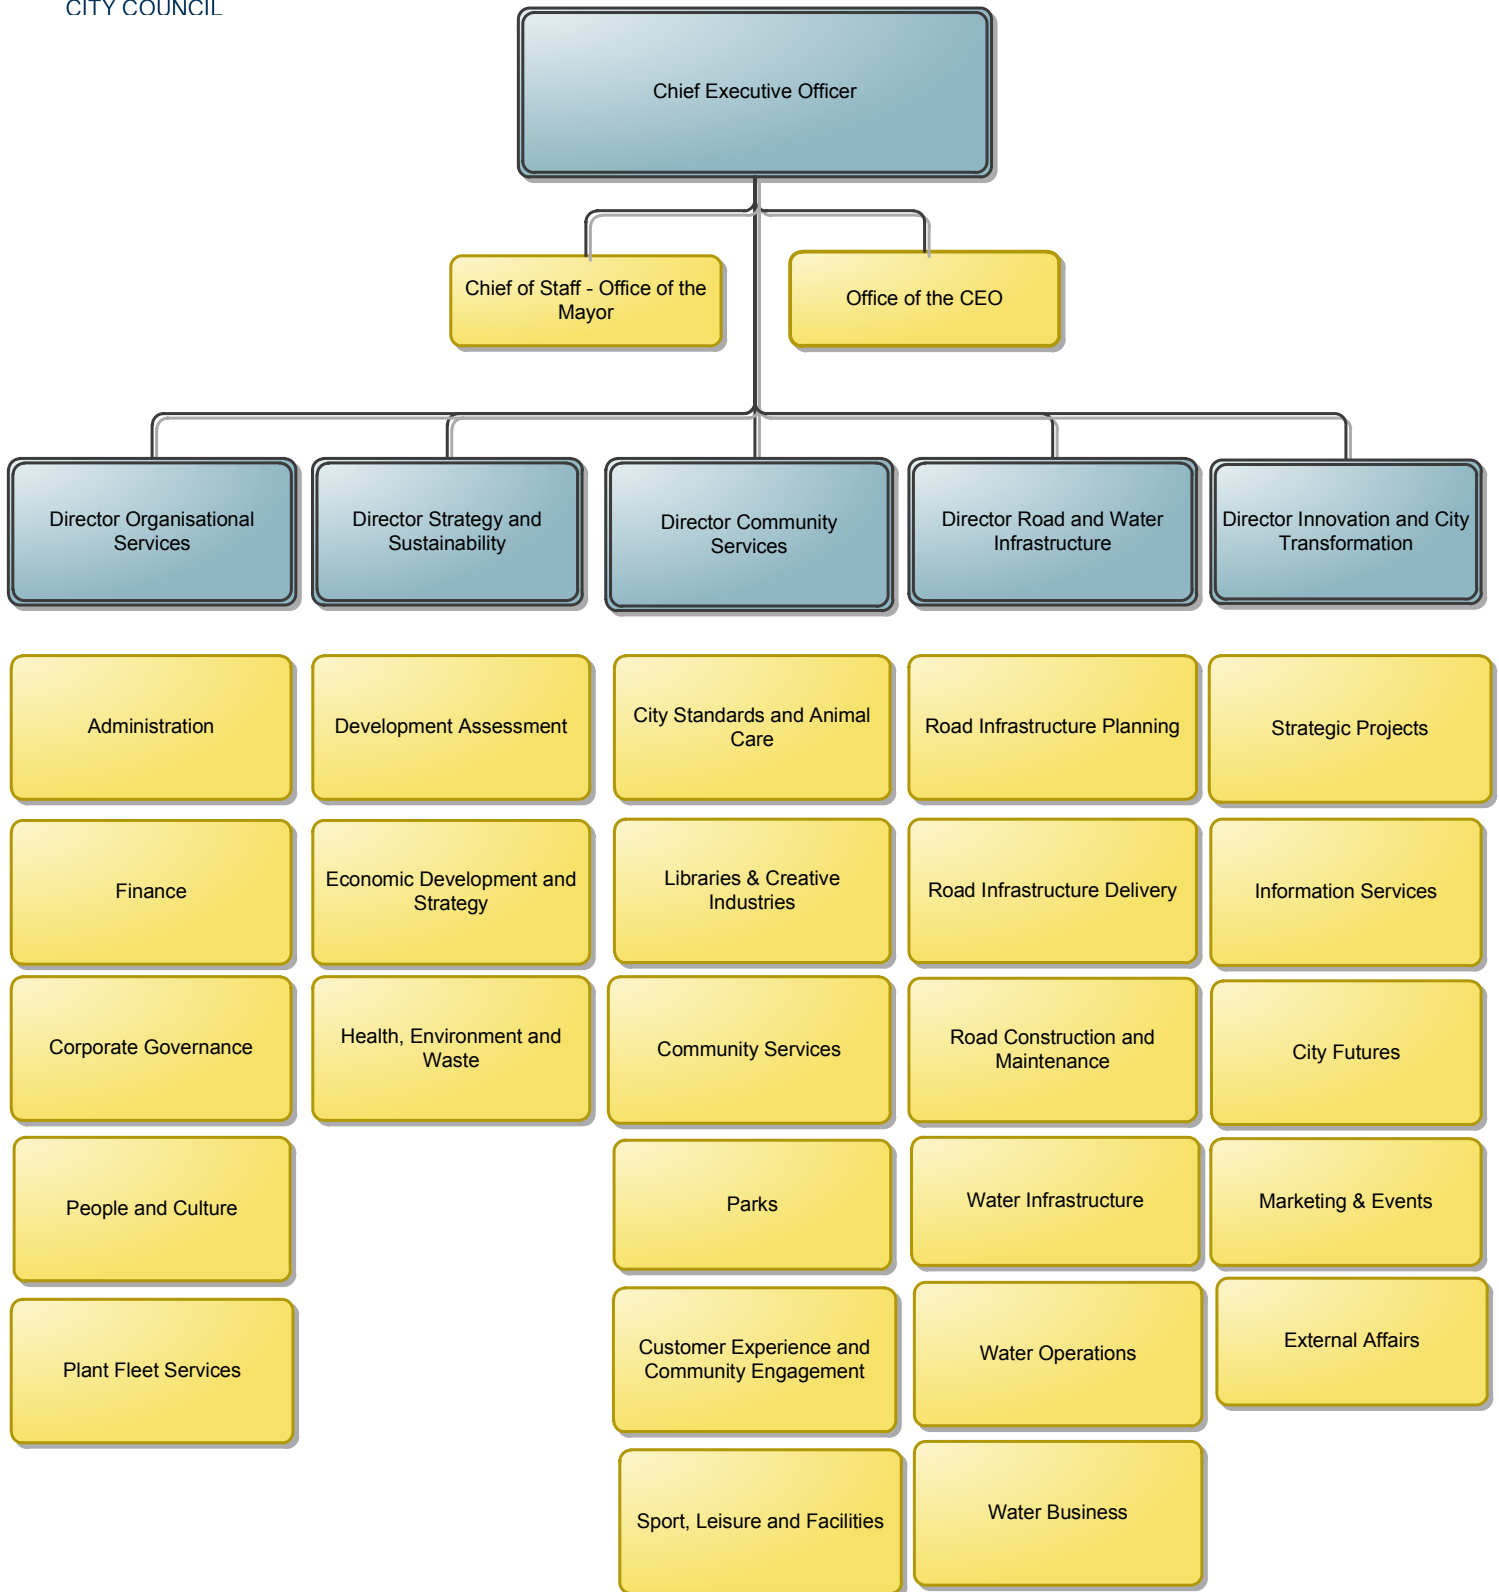 CITY COUNCIL
Chief Executive Officer
Chief of Staff - Office of the
Mayor
Office of the CEO
Director Organisational
Services
Director Strategy and
Sustainability
Director Community
Services
Director Road and Water
Infrastructure
Director Innovation and City
Transformation
Administration
Development Assessment
City Standards and Animal
Care
Road Infrastructure Planning
Strategic Projects
Finance
Economic Development and
Strategy
Libraries & Creative
Industries
Road Infrastructure Delivery
Information Services
Corporate Governance
Health, Environment and
Waste
Community Services
Road Construction and
Maintenance
City Futures
People and Culture
Parks
Water Infrastructure
Marketing & Events
Plant Fleet Services
Customer Experience and
Community Engagement
Water Operations
External Affairs
Sport, Leisure and Facilities
Water Business